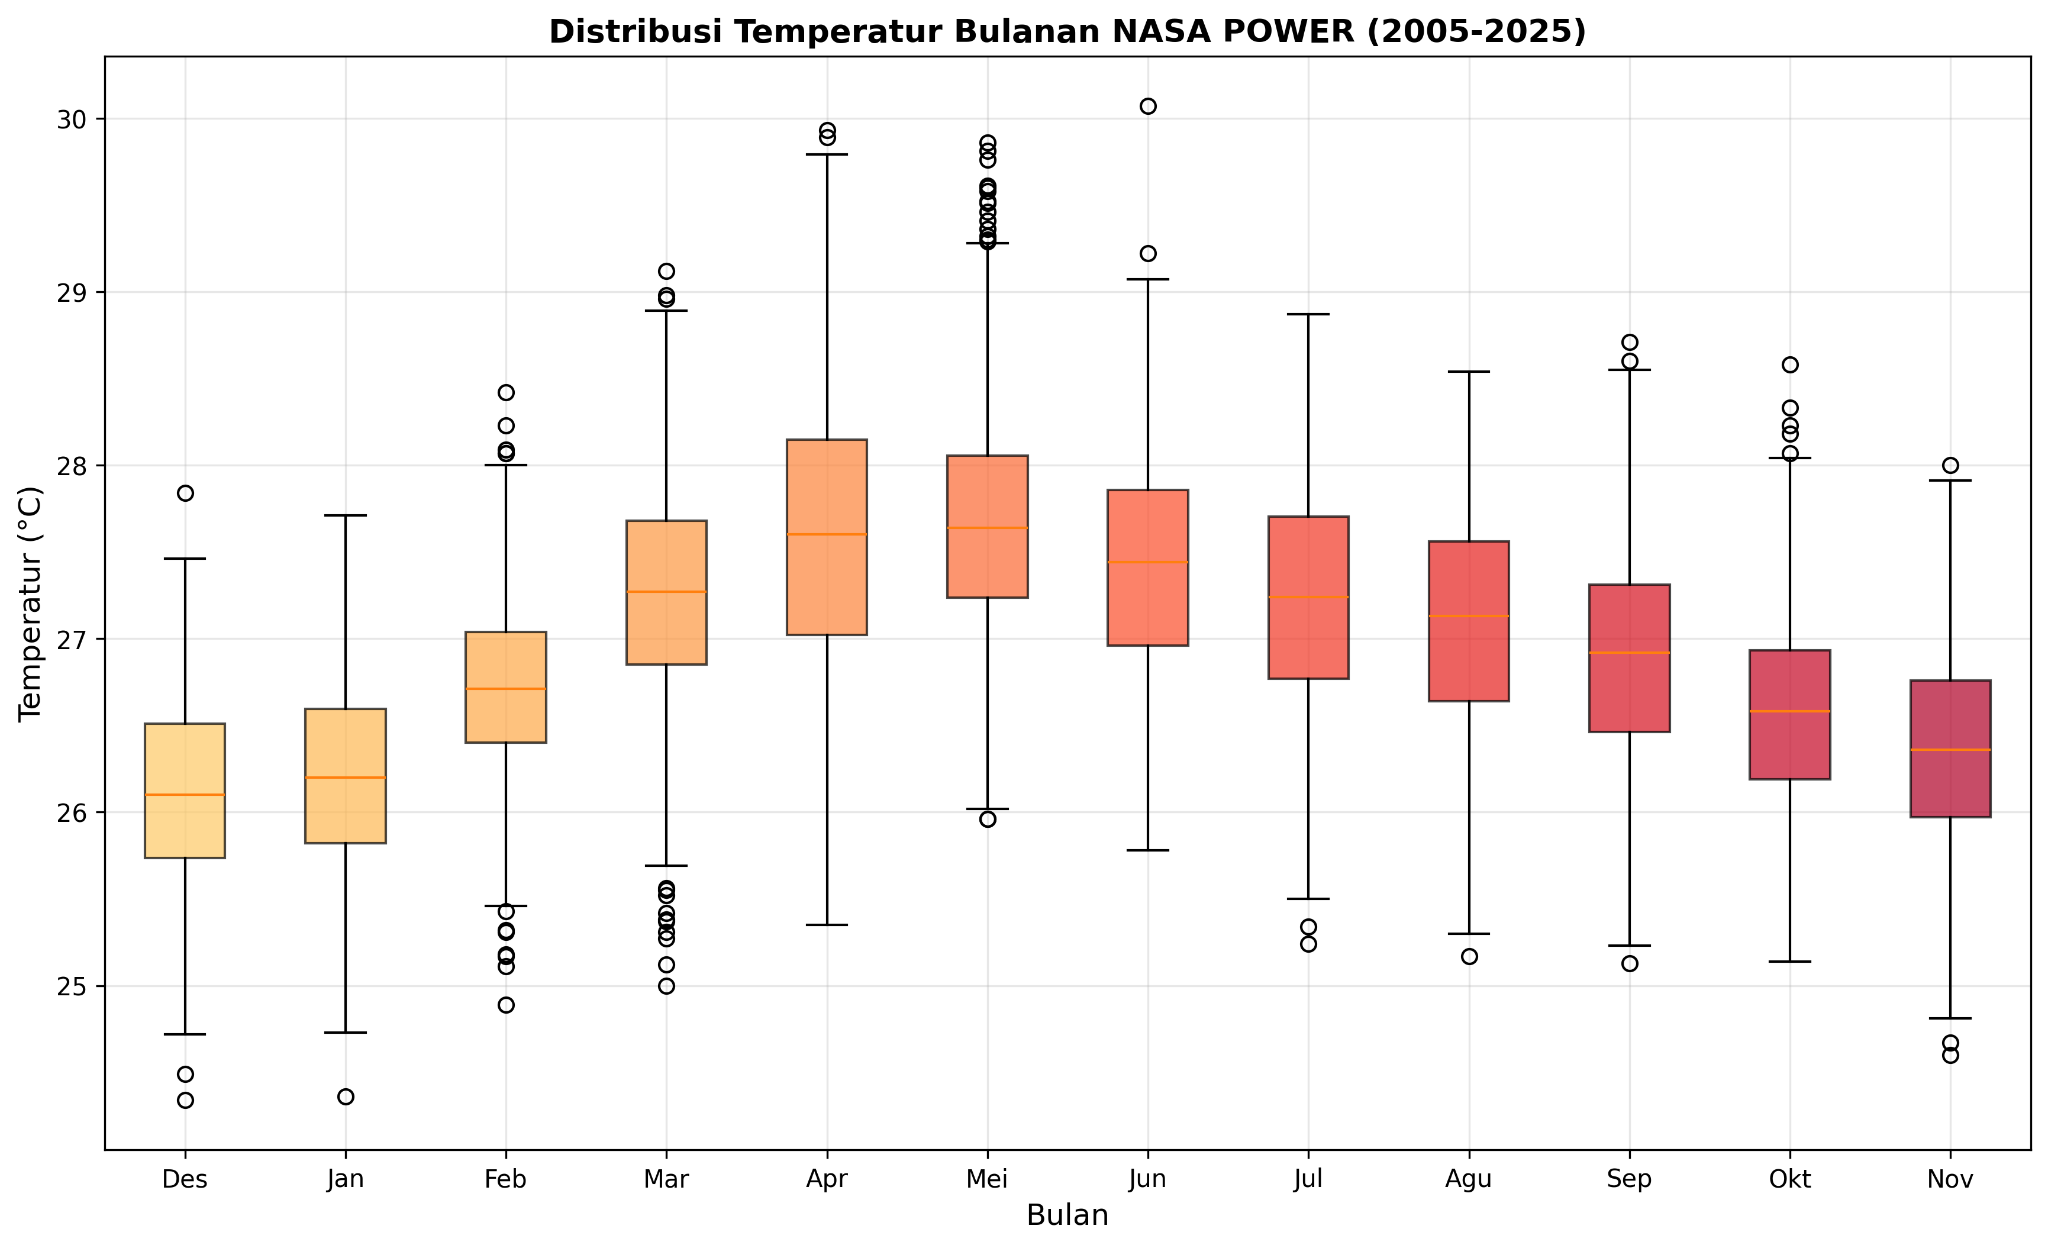 Distribusi Temperatur Bulanan NASA POWER (2005-2025)
Temperatur (°C)
30
29
28
27
26
25
Des Jan Feb Mar Apr Mei Jun Jul Agu Sep Okt Nov
Bulan